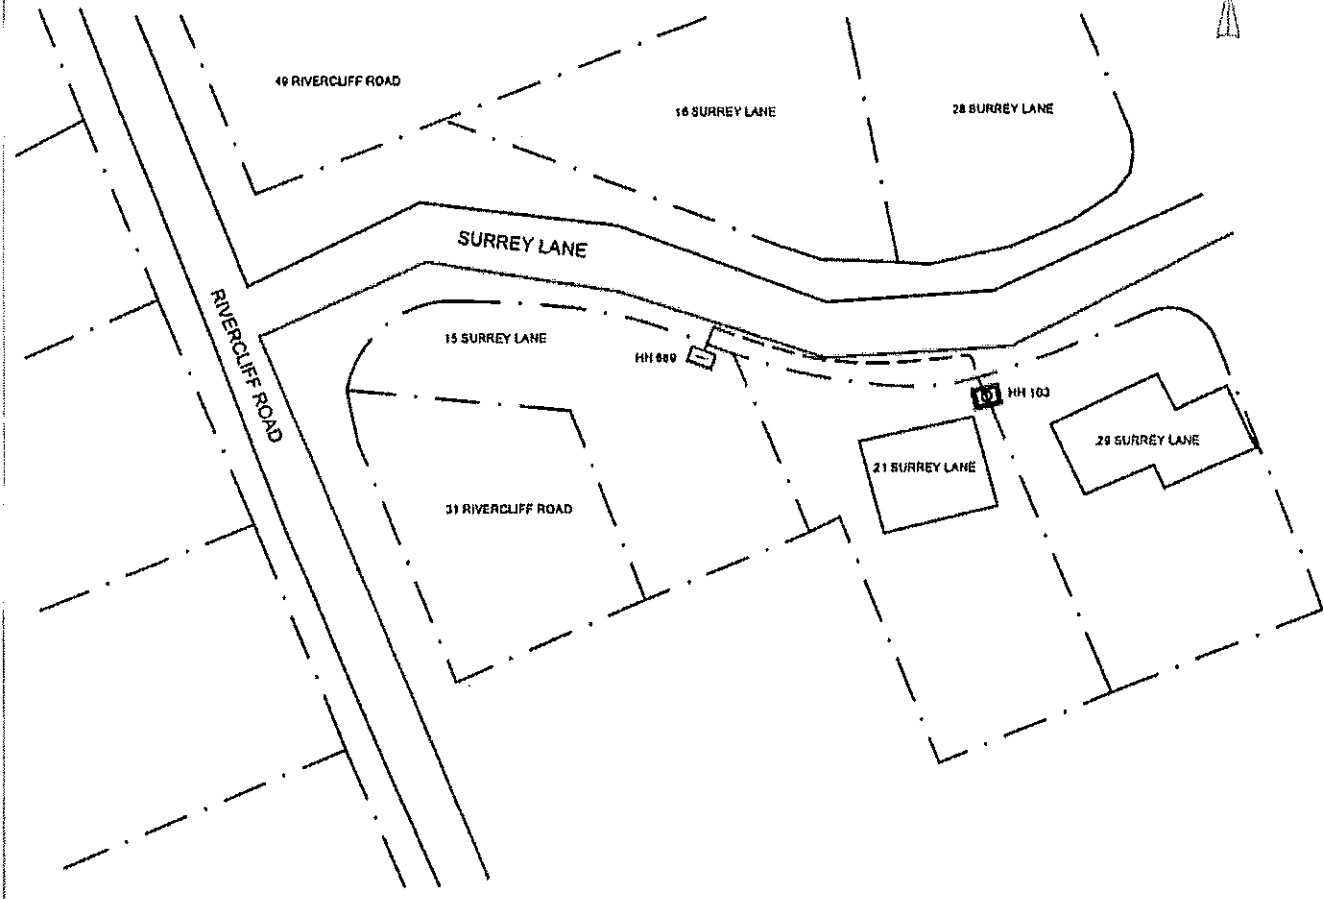 49 RIVERCLIFF ROAD
16 SURREY LANE
28 SURREY LANE
SURREY LANE
RIVERCLIFF ROAD
15 SURREY LANE
HH 103
29 SURREY LANE
21 SURREY LANE
31 RIVERCLIFF ROAD